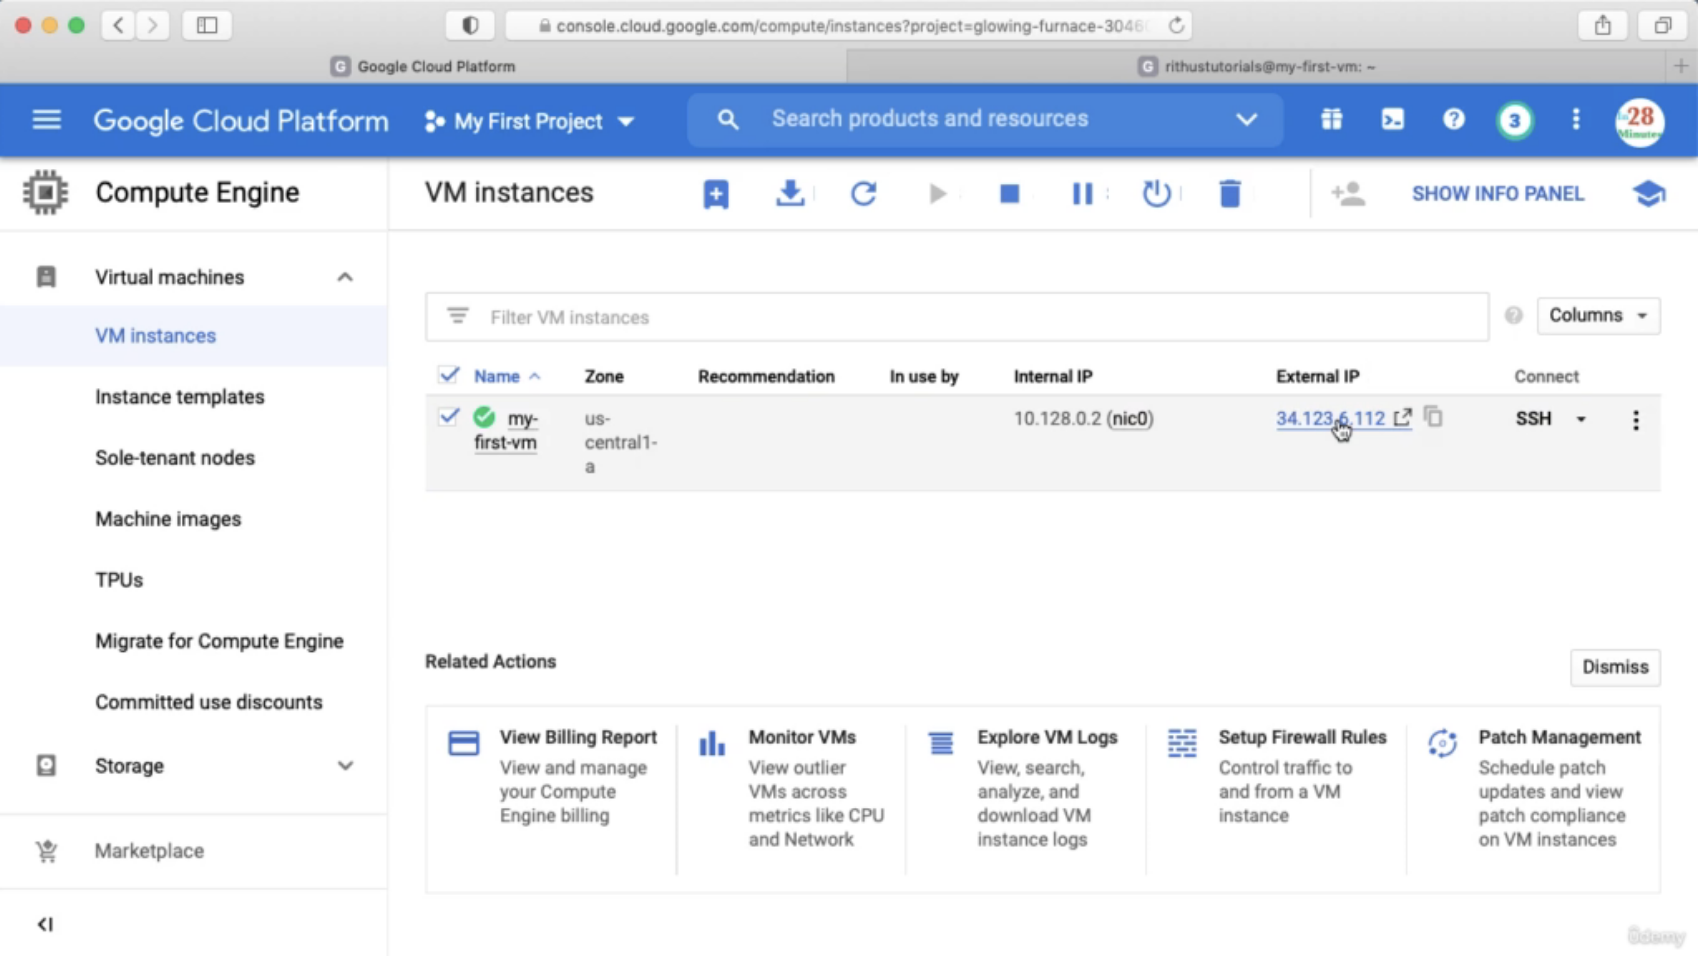 console.cloud.google.com/compute/instances?project=glowing-furnace-3046
G Google Cloud Platform
G rithustutorials@my-first-vm: ~
Google Cloud Platform
My First Project
Search products and resources
3
in28
Minutes
Compute Engine
VM instances
SHOW INFO PANEL
Virtual machines
VM instances
Instance templates
Sole-tenant nodes
Machine images
TPUs
Migrate for Compute Engine
Committed use discounts
Storage
Marketplace
Filter VM instances
Columns
Name
Zone
Recommendation
In use by
Internal IP
External IP
Connect
my-
first-vm
us-
central1-
a
10.128.0.2 (nic0)
34.123.6.112
SSH
Related Actions
Dismiss
View Billing Report
View and manage
your Compute
Engine billing
Monitor VMs
View outlier
VMs across
metrics like CPU
and Network
Explore VM Logs
View, search,
analyze, and
download VM
instance logs
Setup Firewall Rules
Control traffic to
and from a VM
instance
Patch Management
Schedule patch
updates and view
patch compliance
on VM instances
ûdemy